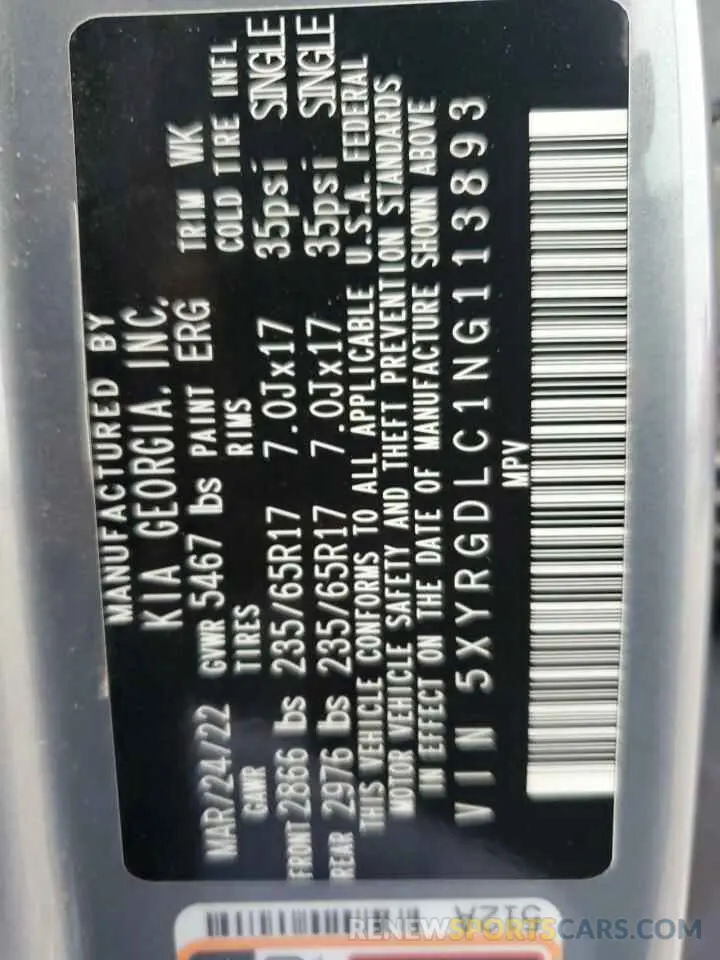 MANUFACTURED BY
KIA GEORGIA, INC.
MAR/24/22 GVWR 5467 lbs PAINT ERG TRIM WK
GAWR TIRES RIMS COLD TIRE INFL
FRONT 2866 lbs 235/65R17 7.0Jx17 35psi SINGLE
REAR 2976 lbs 235/65R17 7.0Jx17 35psi SINGLE
THIS VEHICLE CONFORMS TO ALL APPLICABLE U.S.A. FEDERAL
MOTOR VEHICLE SAFETY AND THEFT PREVENTION STANDARDS
IN EFFECT ON THE DATE OF MANUFACTURE SHOWN ABOVE
VIN 5XYRGDLC1NG113893
MPV
512A
RENEWSPORTSCARS.COM